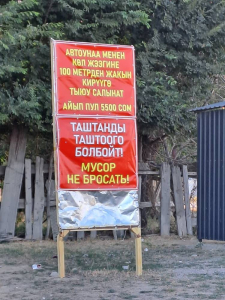 АВТОУНАА МЕНЕН
КӨЛ ЖЭЭГИНЕ
100 МЕТРДЕН ЖАКЫН
КИРҮҮГӨ
ТЫЮУ САЛЫНАТ
АЙЫП ПУЛ 5500 СОМ
ТАШТАНДЫ
ТАШТООГО
БОЛБОЙТ!
МУСОР
НЕ БРОСАТЬ!